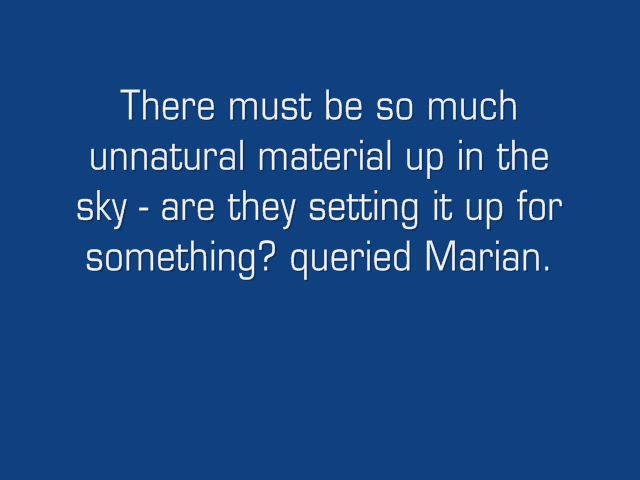 There must be so much
unnatural material up in the
sky - are they setting it up for
something? queried Marian.